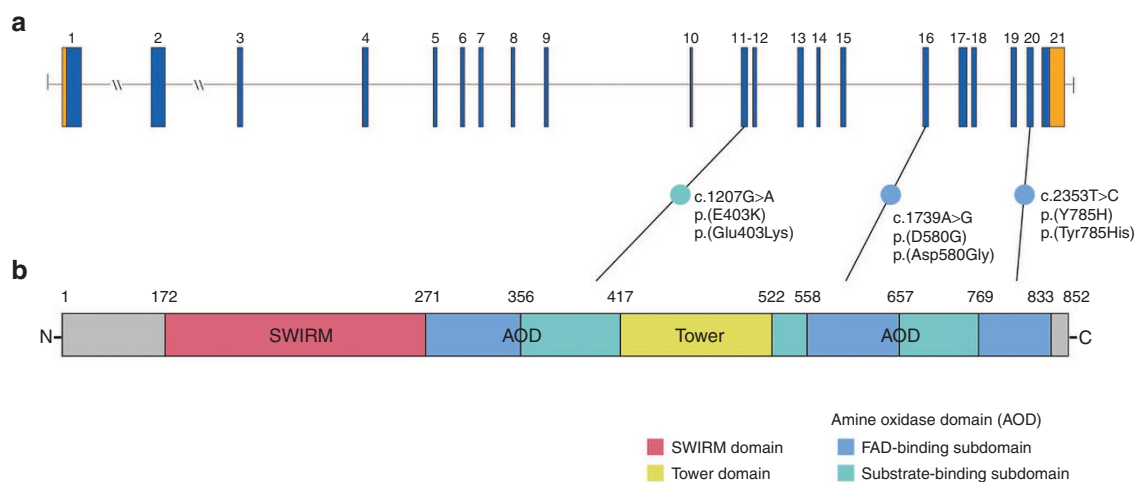 a
1 2 3 4 5 6 7 8 9 10 11-12 13 14 15 16 17-18 19 20 21
c.1207G>A
p.(E403K)
(Glu403Lys)
c.1739A>G
p.(D580G)
p.(Asp580Gly)
c.2353T>C
p.(Y785H)
p.(Tyr785His)
b
1 172 271 356 417 522 558 657 769 833 852
N SWIRM AOD Tower AOD C
Amine oxidase domain (AOD)
SWIRM domain
FAD-binding subdomain
Tower domain
Substrate-binding subdomain